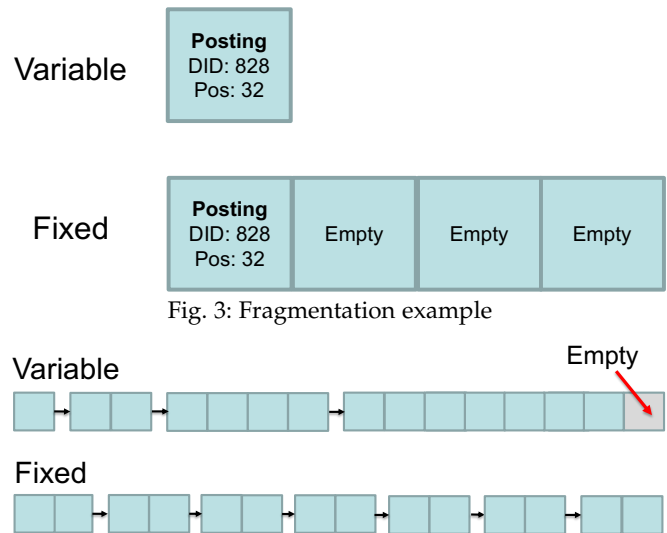 Variable
Posting
DID: 828
Pos: 32
Fixed
Posting
DID: 828
Pos: 32
Empty
Empty
Empty
Fig. 3: Fragmentation example
Empty
Variable
Fixed